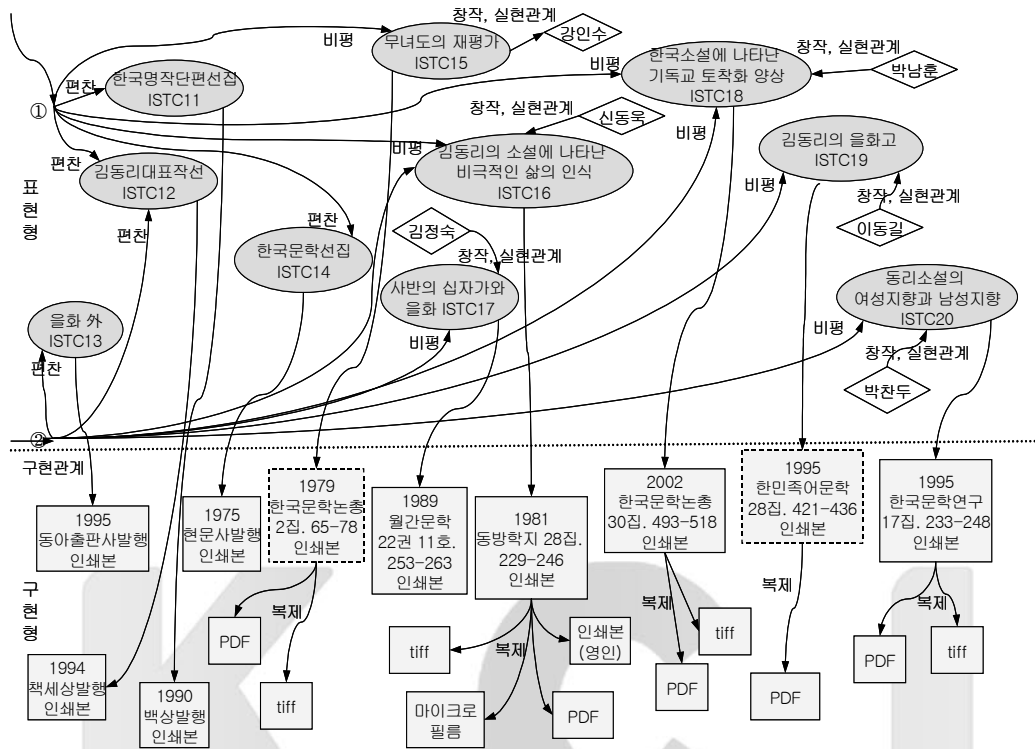 창작, 실현관계
무녀도의 재평가
ISTC15
강인수
비평
한국소설에 나타난
기독교 토착화 양상
ISTC18
창작, 실현관계
박남훈
비평
편찬
한국명작단편선집
ISTC11
①
창작, 실현관계
신동욱
비평
편찬
김동리대표작선
ISTC12
비평
김동리의 소설에 나타난
비극적인 삶의 인식
ISTC16
김동리의 을화고
ISTC19
비평
창작, 실현관계
이동길
표
현
형
편찬
편찬
한국문학선집
ISTC14
김정숙
창작, 실현관계
사반의 십자가와
을화 ISTC17
비평
동리소설의
여성지향과 남성지향
ISTC20
비평
창작, 실현관계
박찬두
을화 外
ISTC13
편찬
②
구현관계
1995
동아출판사발행
인쇄본
1975
현문사발행
인쇄본
1979
한국문학논총
2집. 65-78
인쇄본
1989
월간문학
22권 11호.
253-263
인쇄본
1981
동방학지 28집.
229-246
인쇄본
2002
한국문학논총
30집. 493-518
인쇄본
1995
한민족어문학
28집. 421-436
인쇄본
1995
한국문학연구
17집. 233-248
인쇄본
구
현
형
복제
PDF
tiff
tiff
복제
인쇄본
(영인)
마이크로
필름
PDF
복제
tiff
PDF
복제
PDF
복제
PDF
tiff
1994
책세상발행
인쇄본
1990
백상발행
인쇄본
KCI